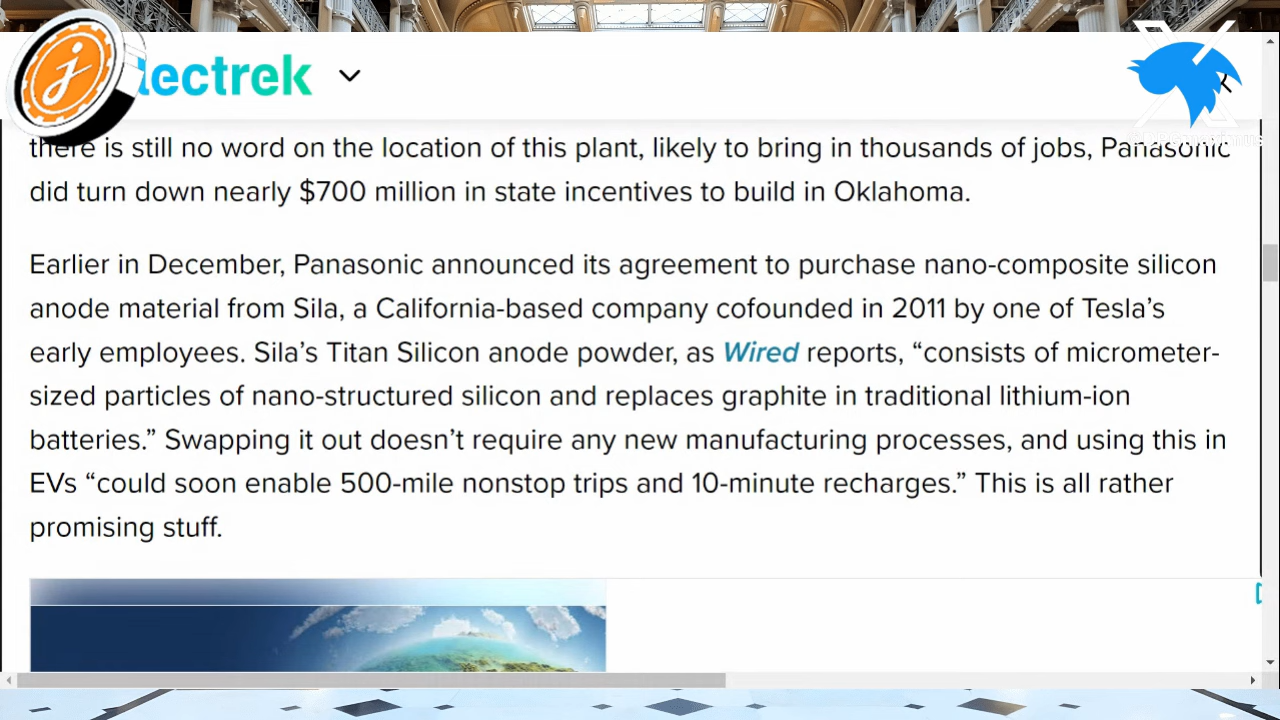 lectrek
there is still no word on the location of this plant, likely to bring in thousands of jobs, Panasonic
did turn down nearly $700 million in state incentives to build in Oklahoma.
Earlier in December, Panasonic announced its agreement to purchase nano-composite silicon
anode material from Sila, a California-based company cofounded in 2011 by one of Tesla’s
early employees. Sila’s Titan Silicon anode powder, as Wired reports, “consists of micrometer-
sized particles of nano-structured silicon and replaces graphite in traditional lithium-ion
batteries.” Swapping it out doesn’t require any new manufacturing processes, and using this in
EVs “could soon enable 500-mile nonstop trips and 10-minute recharges.” This is all rather
promising stuff.